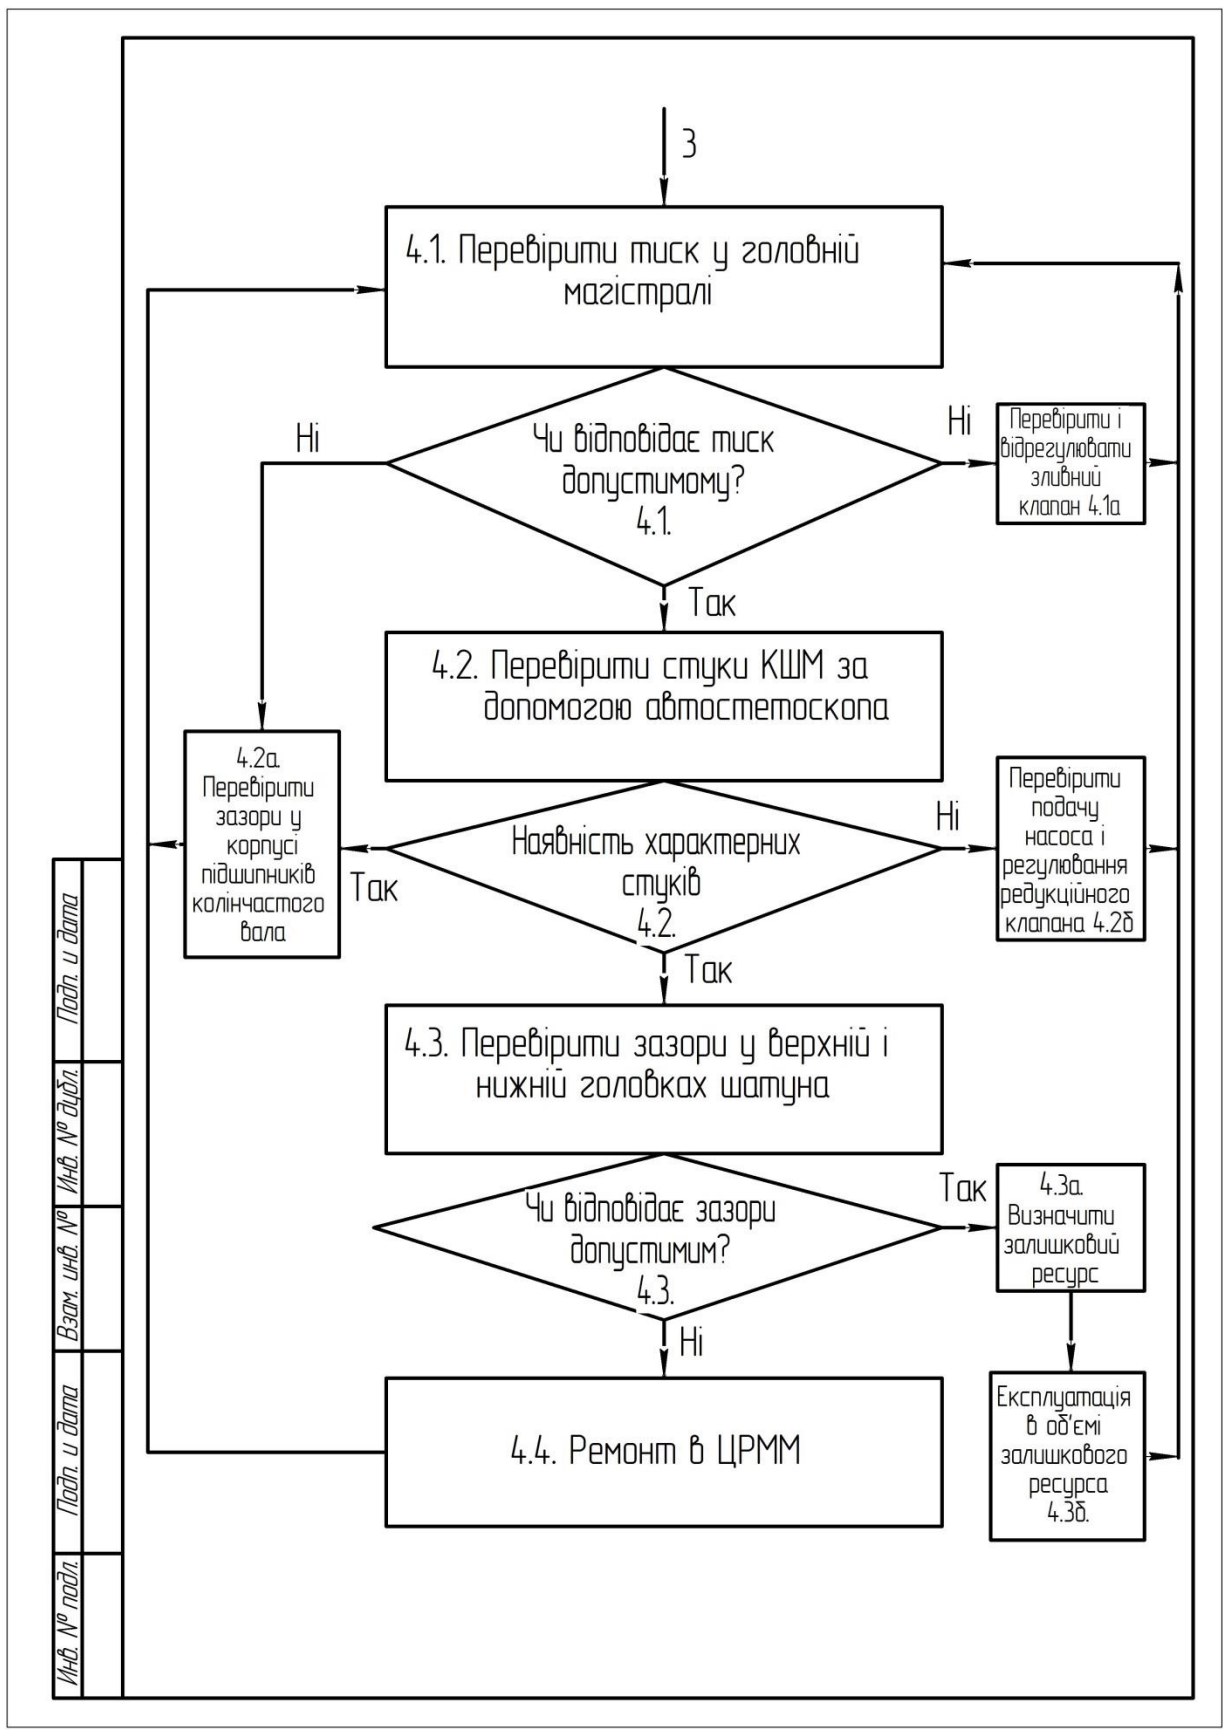 3
4.1. Перевірити тиск у головній
магістралі
Ні
Чи відповідає тиск
допустимому?
4.1.
Ні
Перевірити і
відрегулювати
зливний
клапан 4.1а
Так
4.2. Перевірити стуки КШМ за
допомогою автостетоскопа
4.2а.
Перевірити
зазори у
корпусі
підшипників
колінчастого
вала
Так
Наявність характерних
стуків
4.2.
Ні
Перевірити
подачу
насоса і
регулювання
редукційного
клапана 4.2б
Так
4.3. Перевірити зазори у верхній і
нижній головках шатуна
Чи відповідає зазори
допустимим?
4.3.
Так
4.3а.
Визначити
залишковий
ресурс
Ні
4.4. Ремонт в ЦРММ
Експлуатація
в об'ємі
залишкового
ресурса
4.3б.
Подп. и дата
Инв. № дубл.
Взам. инв. №
Подп. и дата
Инв. № подл.